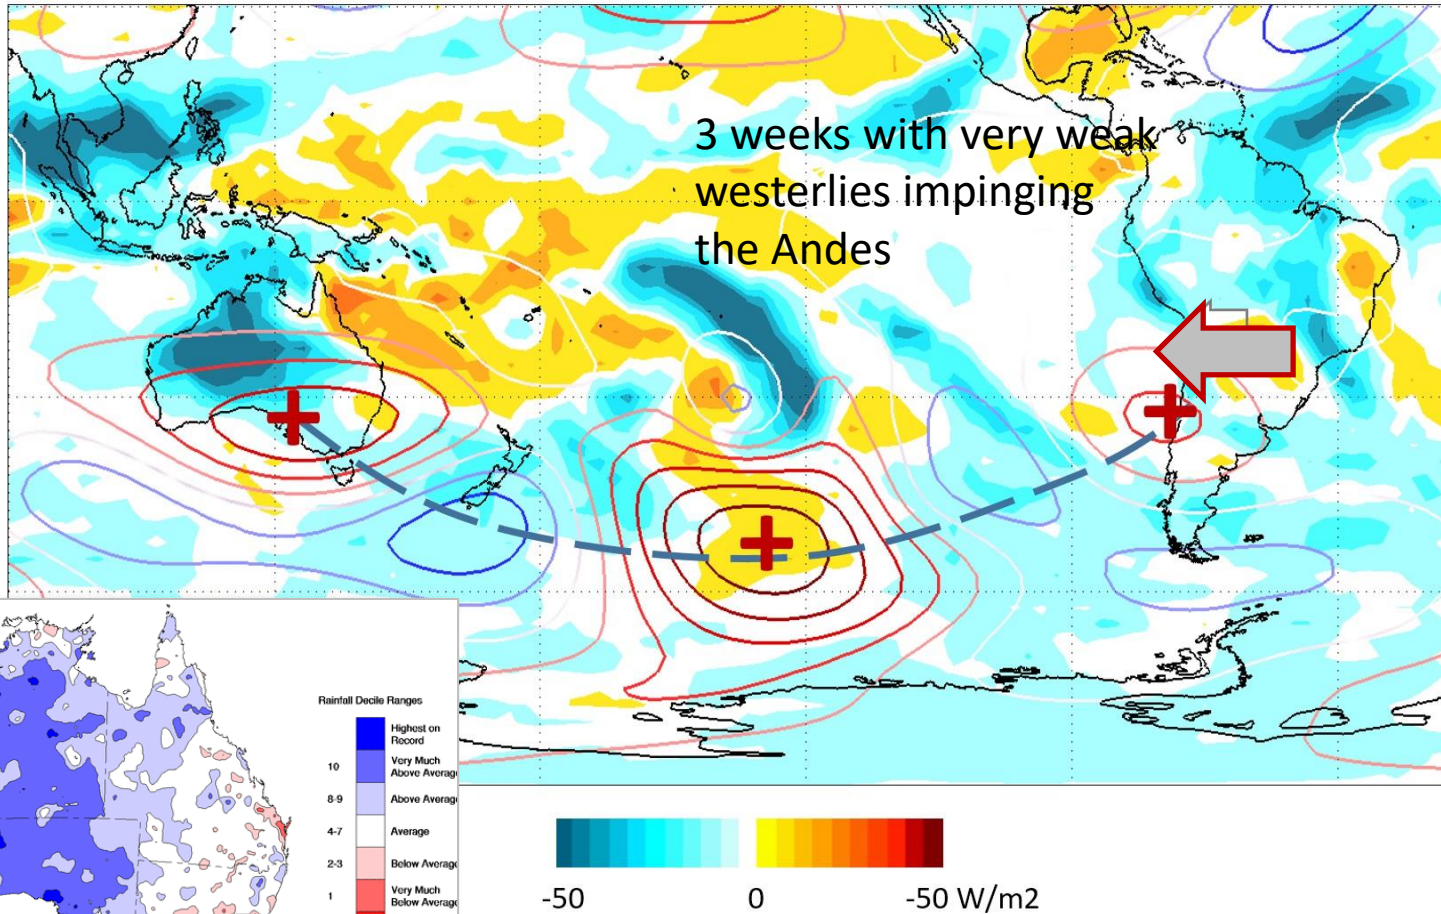 3 weeks with very weak
westerlies impinging
the Andes
Rainfall Decile Ranges
Highest on
Record
10
Very Much
Above Average
8-9
Above Average
4-7
Average
2-3
Below Average
1
Very Much
Below Average
-50
0
-50 W/m2